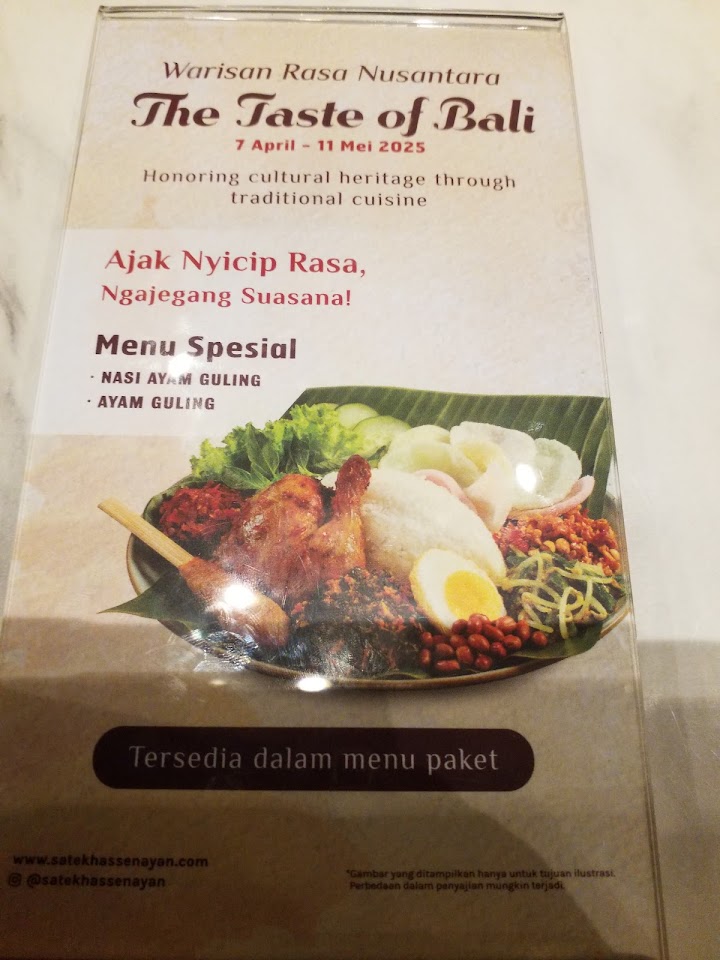 Warisan Rasa Nusantara
The Taste of Bali
7 April - 11 Mei 2025
Honoring cultural heritage through
traditional cuisine
Ajak Nyicip Rasa,
Ngajegang Suasana!
Menu Spesial
· NASI AYAM GULING
· AYAM GULING
Tersedia dalam menu paket
www.satekhassenayan.com
@satekhassenayan
*Gambar yang ditampilkan hanya untuk tujuan ilustrasi.
Perbedaan dalam penyajian mungkin terjadi.